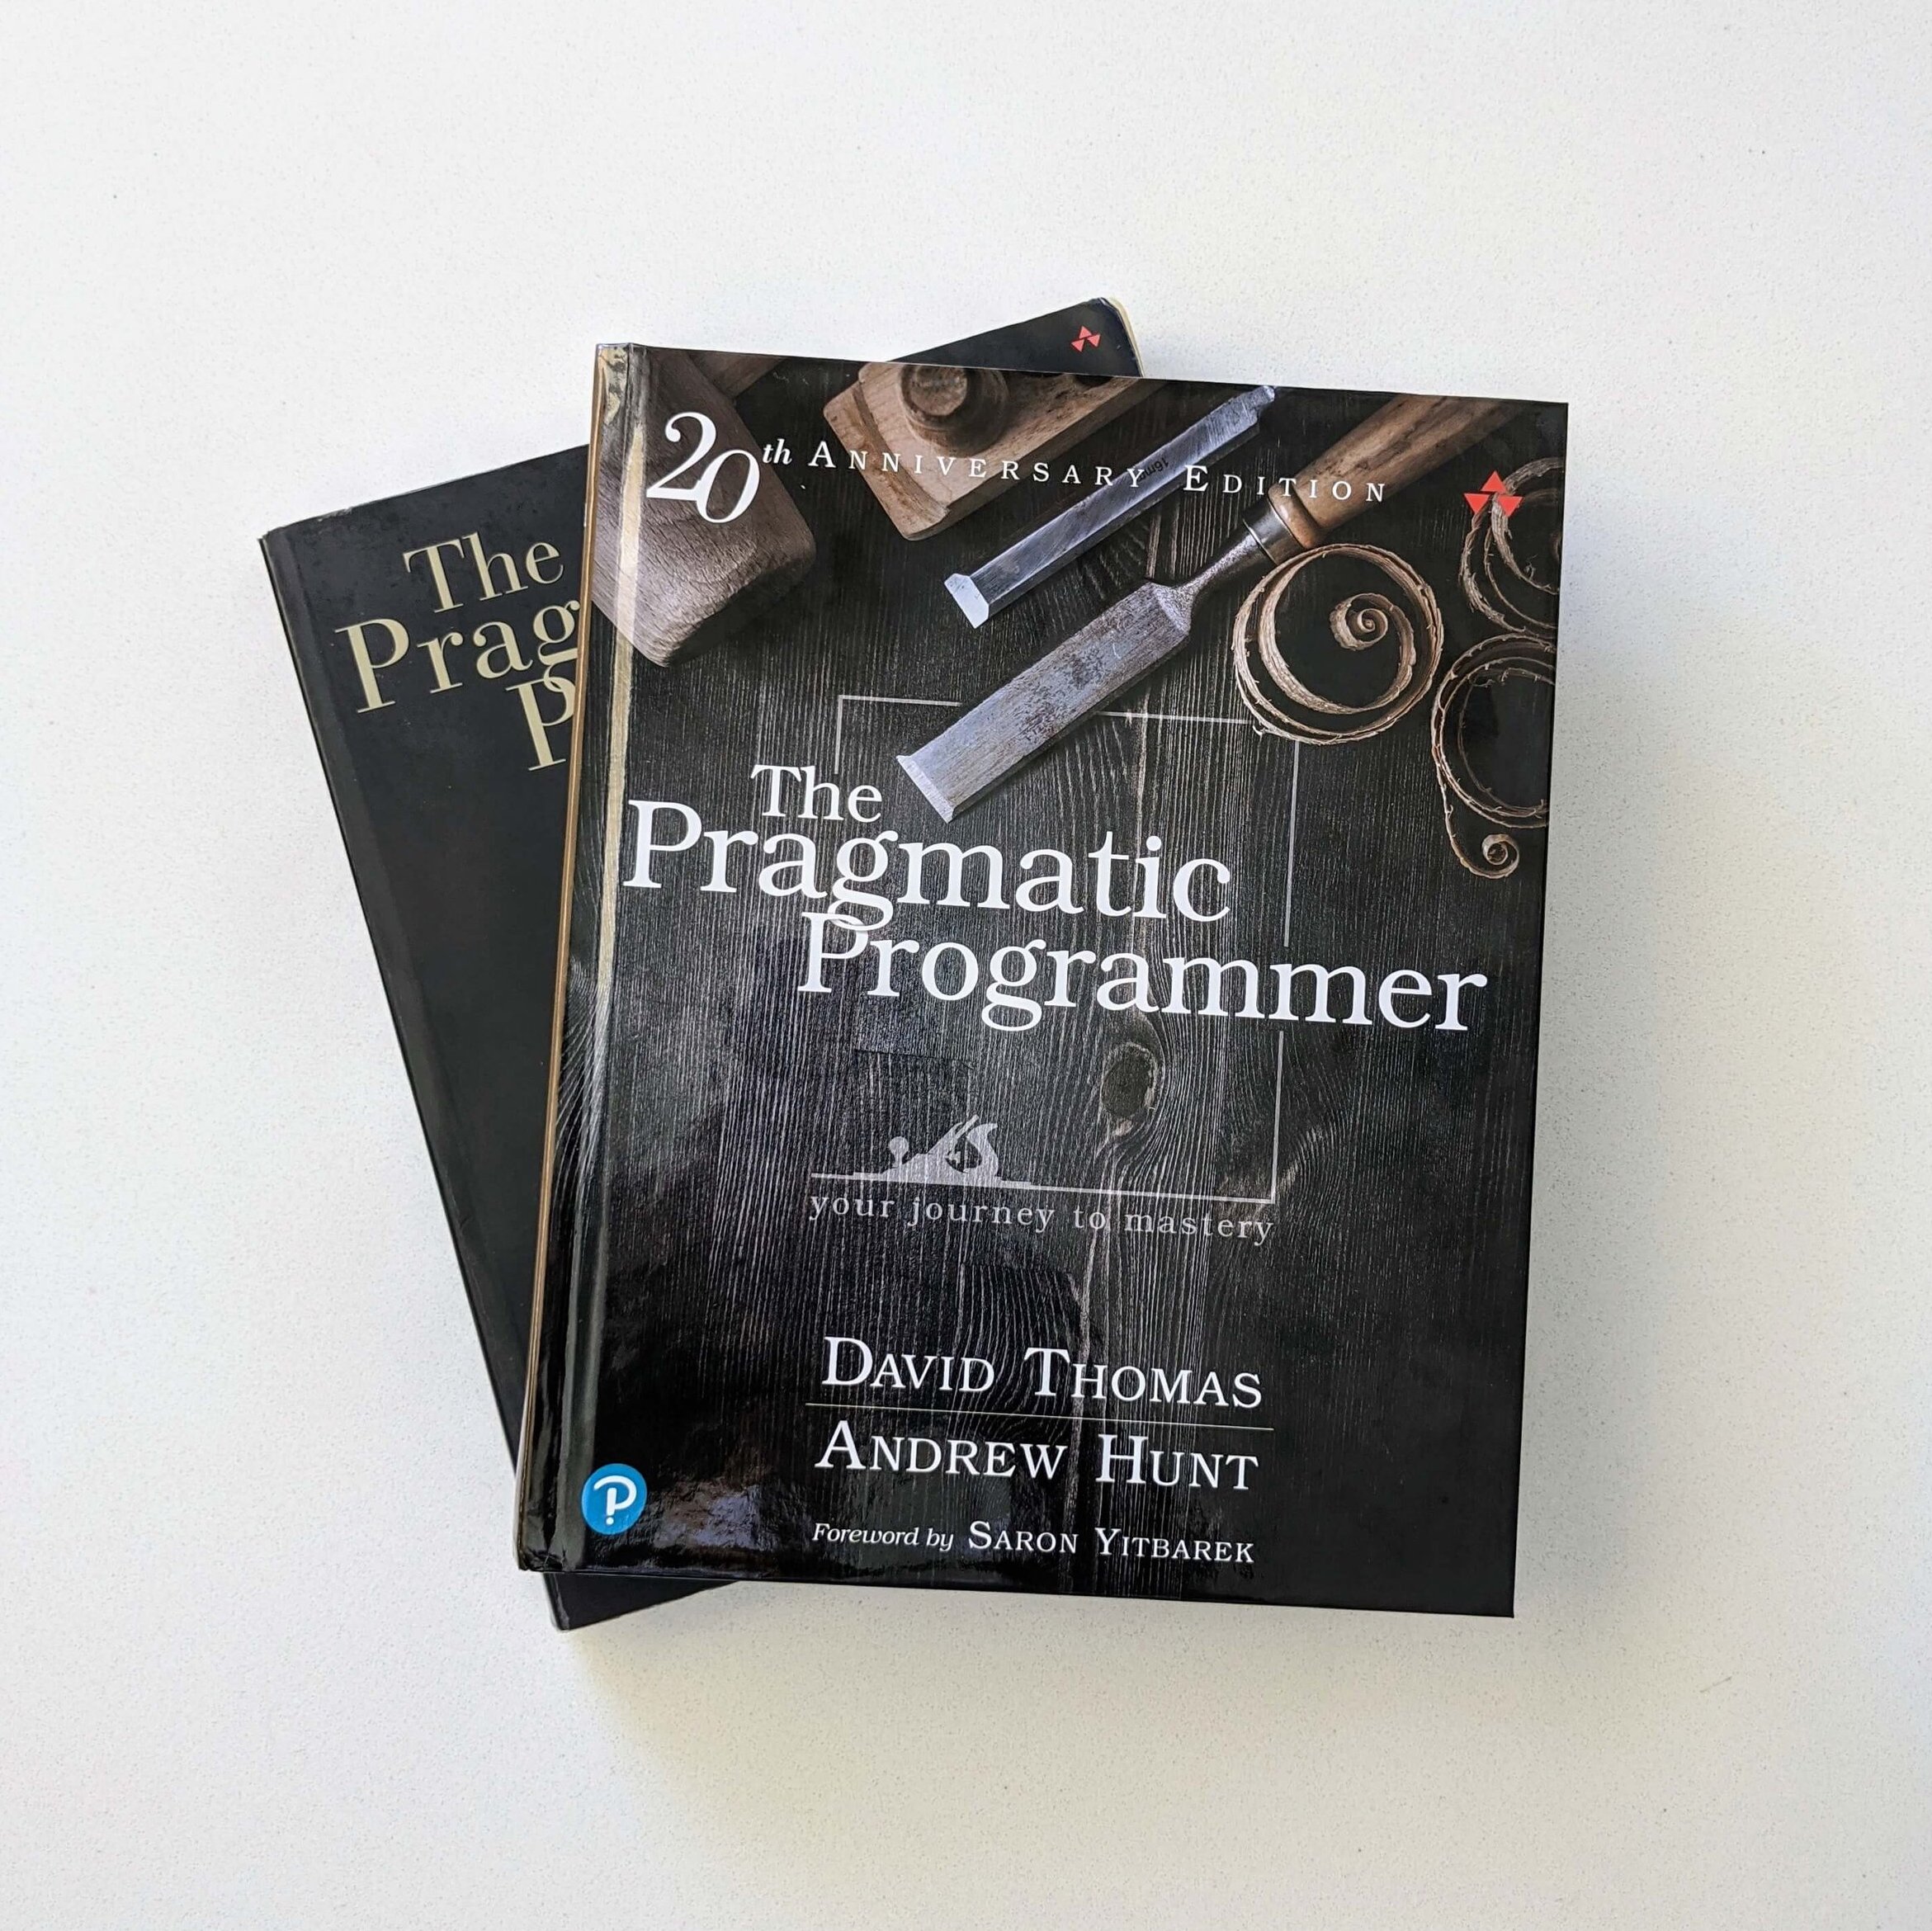 20th ANNIVERSARY EDITION
The
Pragmatic
Programmer
your journey to mastery
DAVID THOMAS
ANDREW HUNT
Foreword by SARON YITBAREK
The
Prag
P
16mm